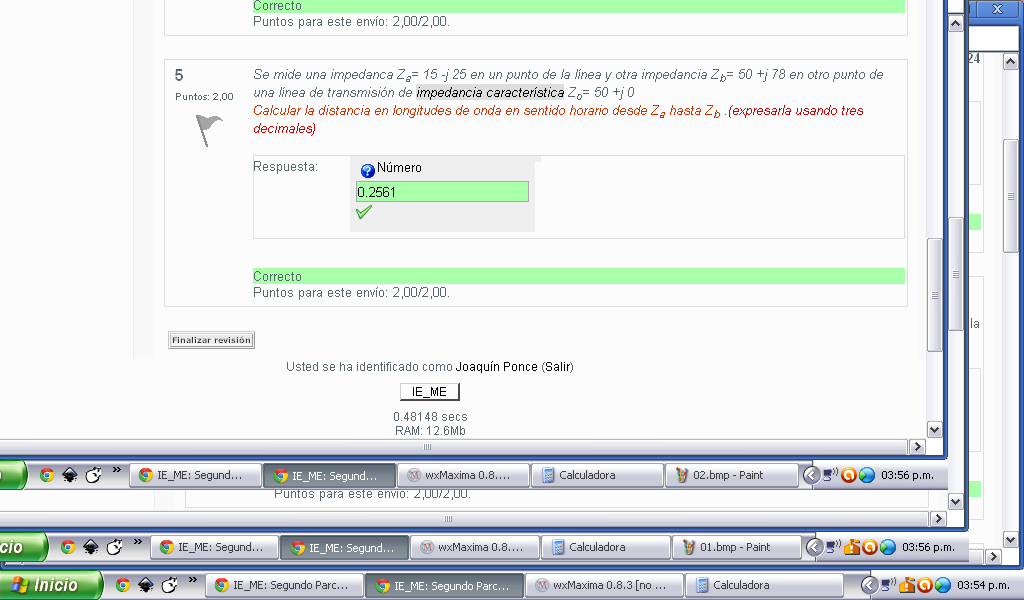 Correcto
Puntos para este envío: 2,00/2,00.
5
Puntos: 2,00
Se mide una impedanca Za= 15 -j 25 en un punto de la línea y otra impedancia Zb= 50 +j 78 en otro punto de
una línea de transmisión de impedancia característica Zo= 50 +j 0
Calcular la distancia en longitudes de onda en sentido horario desde Za hasta Zb .(expresarla usando tres
decimales)
Respuesta:
Número
0.2561
Correcto
Puntos para este envío: 2,00/2,00.
Finalizar revisión
Usted se ha identificado como Joaquín Ponce (Salir)
IE_ME
0.48148 secs
RAM: 12.6Mb
24
la
IE_ME: Segund...
IE_ME: Segund...
wxMaxima 0.8....
Calculadora
02.bmp - Paint
03:56 p.m.
Puntos para este envío: 2,00/2,00.
cio
IE_ME: Segund...
IE_ME: Segund...
wxMaxima 0.8....
Calculadora
01.bmp - Paint
03:56 p.m.
Inicio
IE_ME: Segundo Parc...
IE_ME: Segundo Parc...
wxMaxima 0.8.3 [no ...
Calculadora
03:54 p.m.